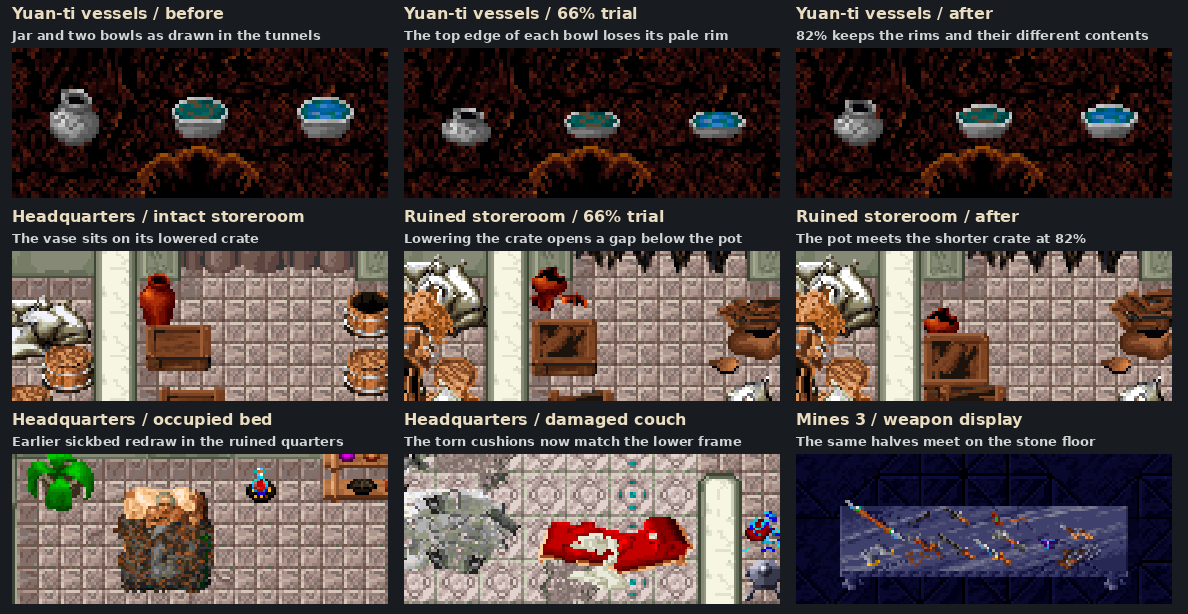 Yuan-ti vessels / before
Jar and two bowls as drawn in the tunnels
Yuan-ti vessels / 66% trial
The top edge of each bowl loses its pale rim
Yuan-ti vessels / after
82% keeps the rims and their different contents
Headquarters / intact storeroom
The vase sits on its lowered crate
Ruined storeroom / 66% trial
Lowering the crate opens a gap below the pot
Ruined storeroom / after
The pot meets the shorter crate at 82%
Headquarters / occupied bed
Earlier sickbed redraw in the ruined quarters
Headquarters / damaged couch
The torn cushions now match the lower frame
Mines 3 / weapon display
The same halves meet on the stone floor